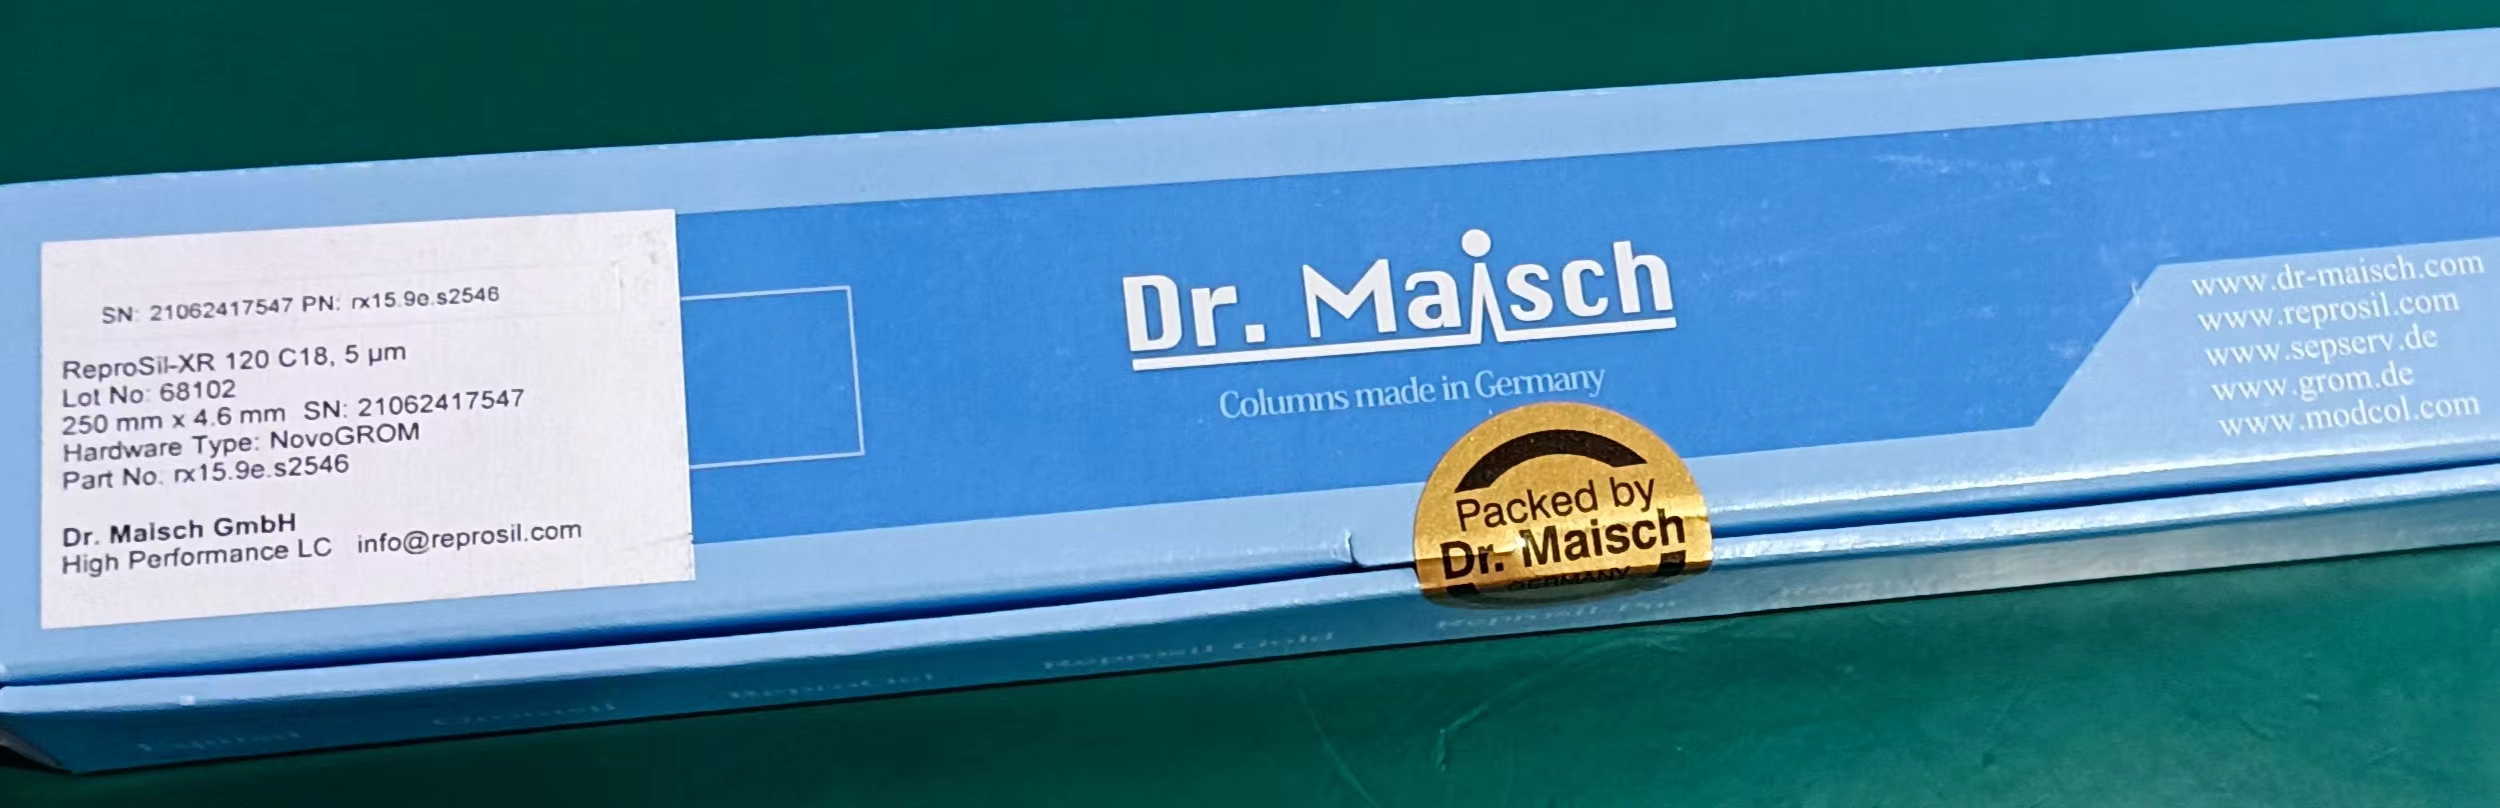 SN: 21062417547 PN: rx15.9e.s2546
ReproSil-XR 120 C18, 5 µm
Lot No: 68102
250 mm x 4.6 mm SN: 21062417547
Hardware Type: NovoGROM
Part No. rx15.9e.s2546
Dr. Maisch GmbH
High Performance LC info@reprosil.com
Dr. Maisch
Columns made in Germany
Packed by
Dr. Maisch
GERMANY
www.dr-maisch.com
www.reprosil.com
www.sepserv.de
www.grom.de
www.modcol.com
Reprosil Gold